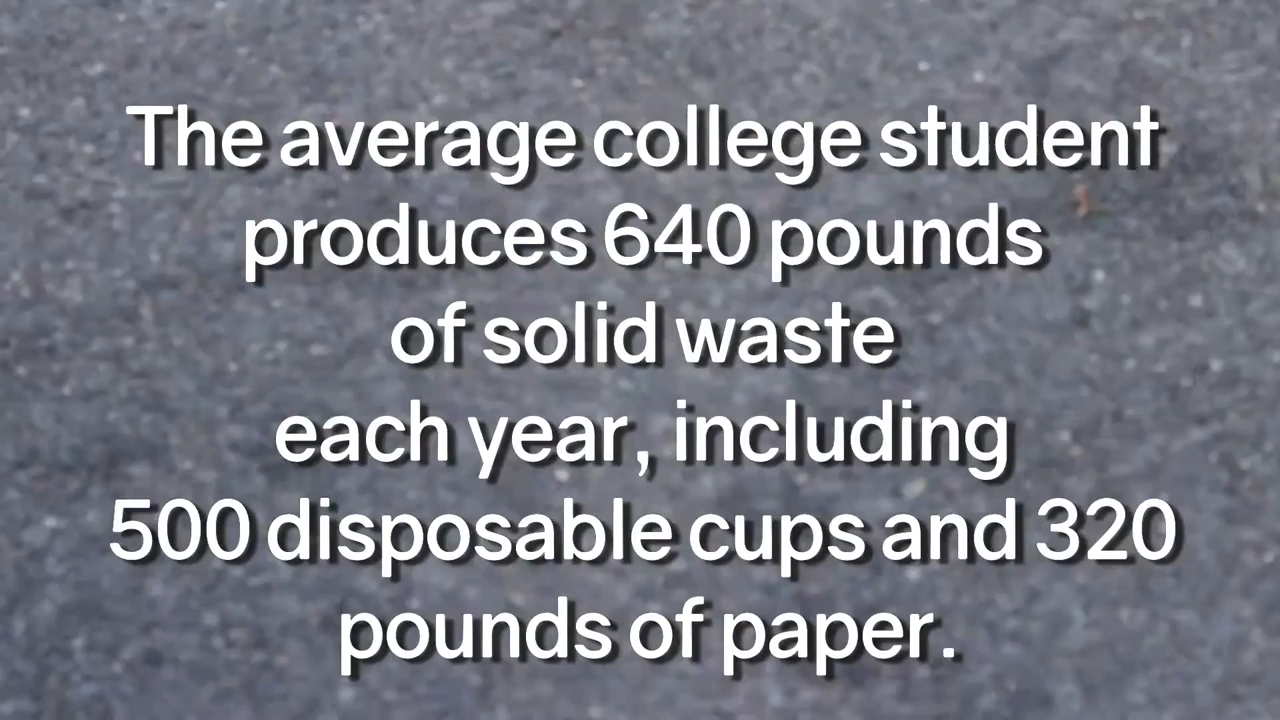 The average college student
produces 640 pounds
of solid waste
each year, including
500 disposable cups and 320
pounds of paper.